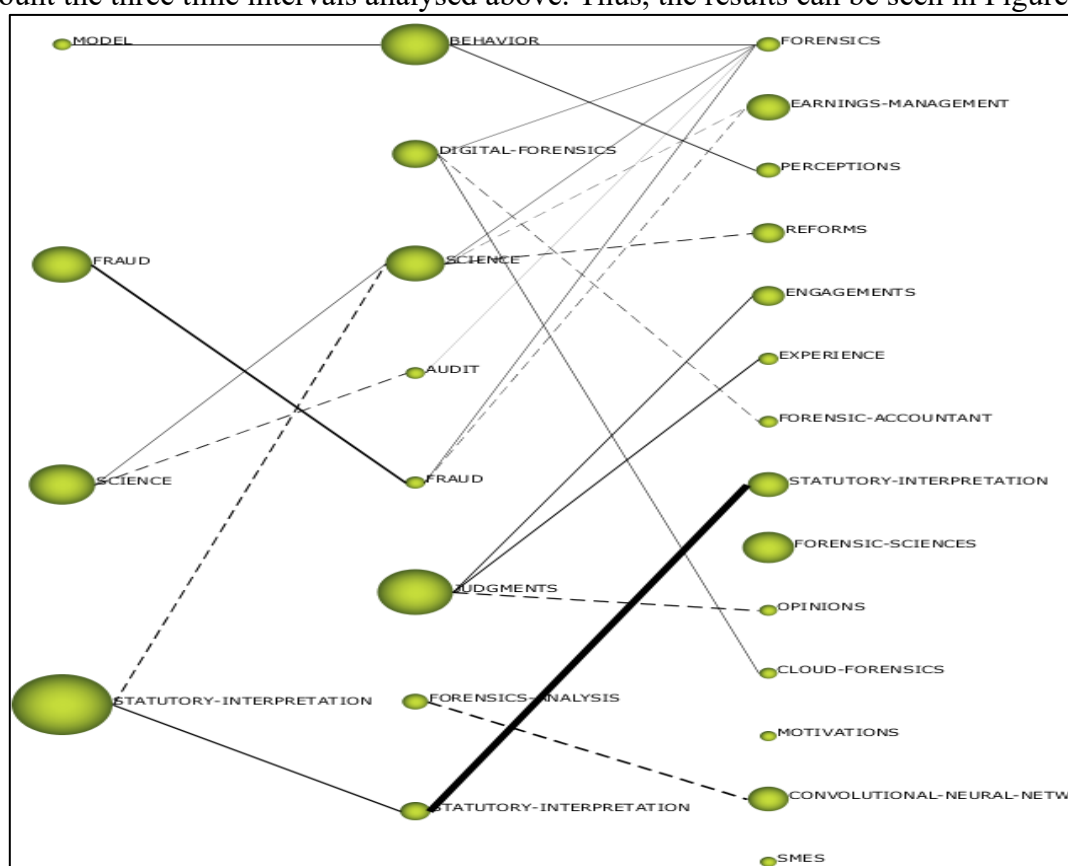 ount the three time intervals analysed above. Thus, the results can be seen in Figure
MODEL
BEHAVIOR
FORENSICS
EARNINGS-MANAGEMENT
DIGITAL-FORENSICS
PERCEPTIONS
REFORMS
FRAUD
SCIENCE
ENGAGEMENTS
EXPERIENCE
AUDIT
FORENSIC-ACCOUNTANT
SCIENCE
FRAUD
STATUTORY-INTERPRETATION
FORENSIC-SCIENCES
JUDGMENTS
OPINIONS
CLOUD-FORENSICS
STATUTORY-INTERPRETATION
FORENSICS-ANALYSIS
MOTIVATIONS
CONVOLUTIONAL-NEURAL-NETW
STATUTORY-INTERPRETATION
SMES